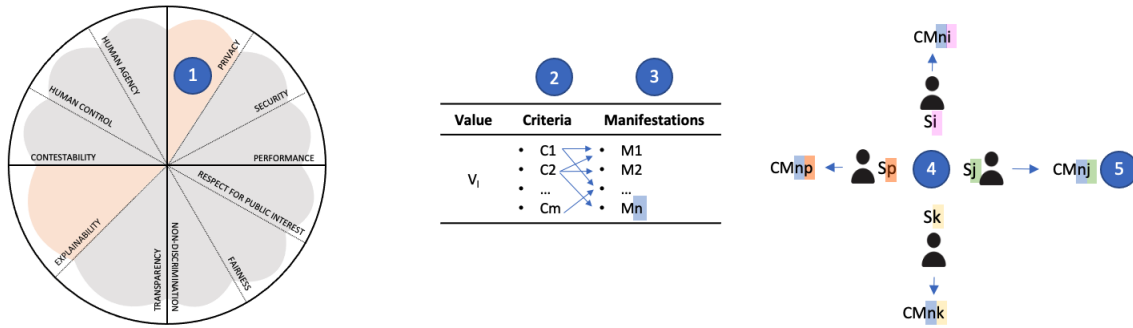 1
PRIVACY
SECURITY
PERFORMANCE
RESPECT FOR PUBLIC INTEREST
FAIRNESS
NON-DISCRIMINATION
TRANSPARENCY
EXPLAINABILITY
CONTESTABILITY
HUMAN CONTROL
HUMAN AGENCY
2 3
Value Criteria Manifestations
• C1 • M1
• C2 • M2
V_I • ... • ...
• Cm • Mn
CMni
Si
CMnp Sp 4 Sj CMnj 5
Sk
CMnk